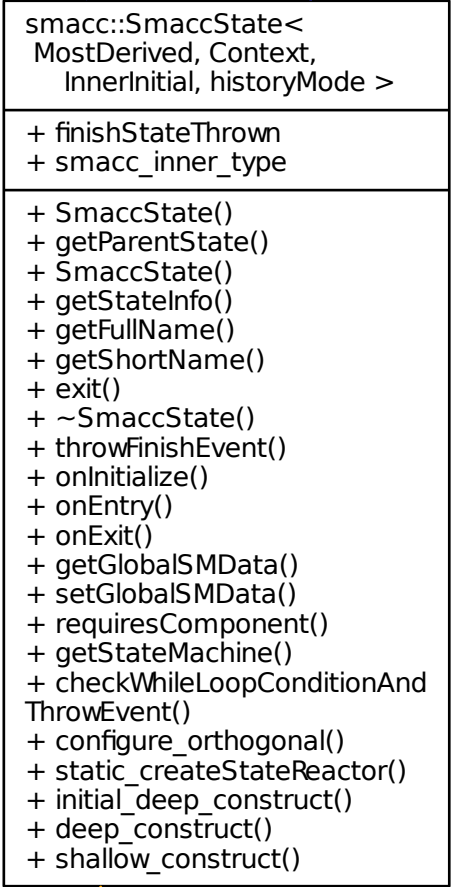 smacc::SmaccState<
MostDerived, Context,
InnerInitial, historyMode >
+ finishStateThrown
+ smacc_inner_type
+ SmaccState()
+ getParentState()
+ SmaccState()
+ getStateInfo()
+ getFullName()
+ getShortName()
+ exit()
+ ~SmaccState()
+ throwFinishEvent()
+ onInitialize()
+ onEntry()
+ onExit()
+ getGlobalSMData()
+ setGlobalSMData()
+ requiresComponent()
+ getStateMachine()
+ checkWhileLoopConditionAnd
ThrowEvent()
+ configure_orthogonal()
+ static_createStateReactor()
+ initial_deep_construct()
+ deep_construct()
+ shallow_construct()